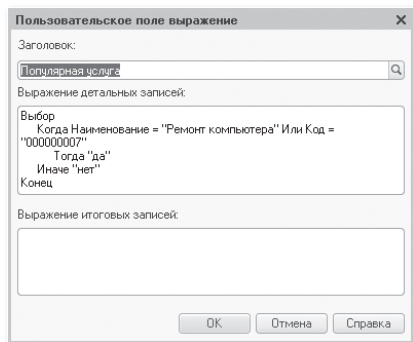 Пользовательское поле выражение
Заголовок:
Популярная услуга
Выражение детальных записей:
Выбор
Когда Наименование = "Ремонт компьютера" Или Код =
"000000007"
Тогда "да"
Иначе "нет"
Конец
Выражение итоговых записей:
OK Отмена Справка